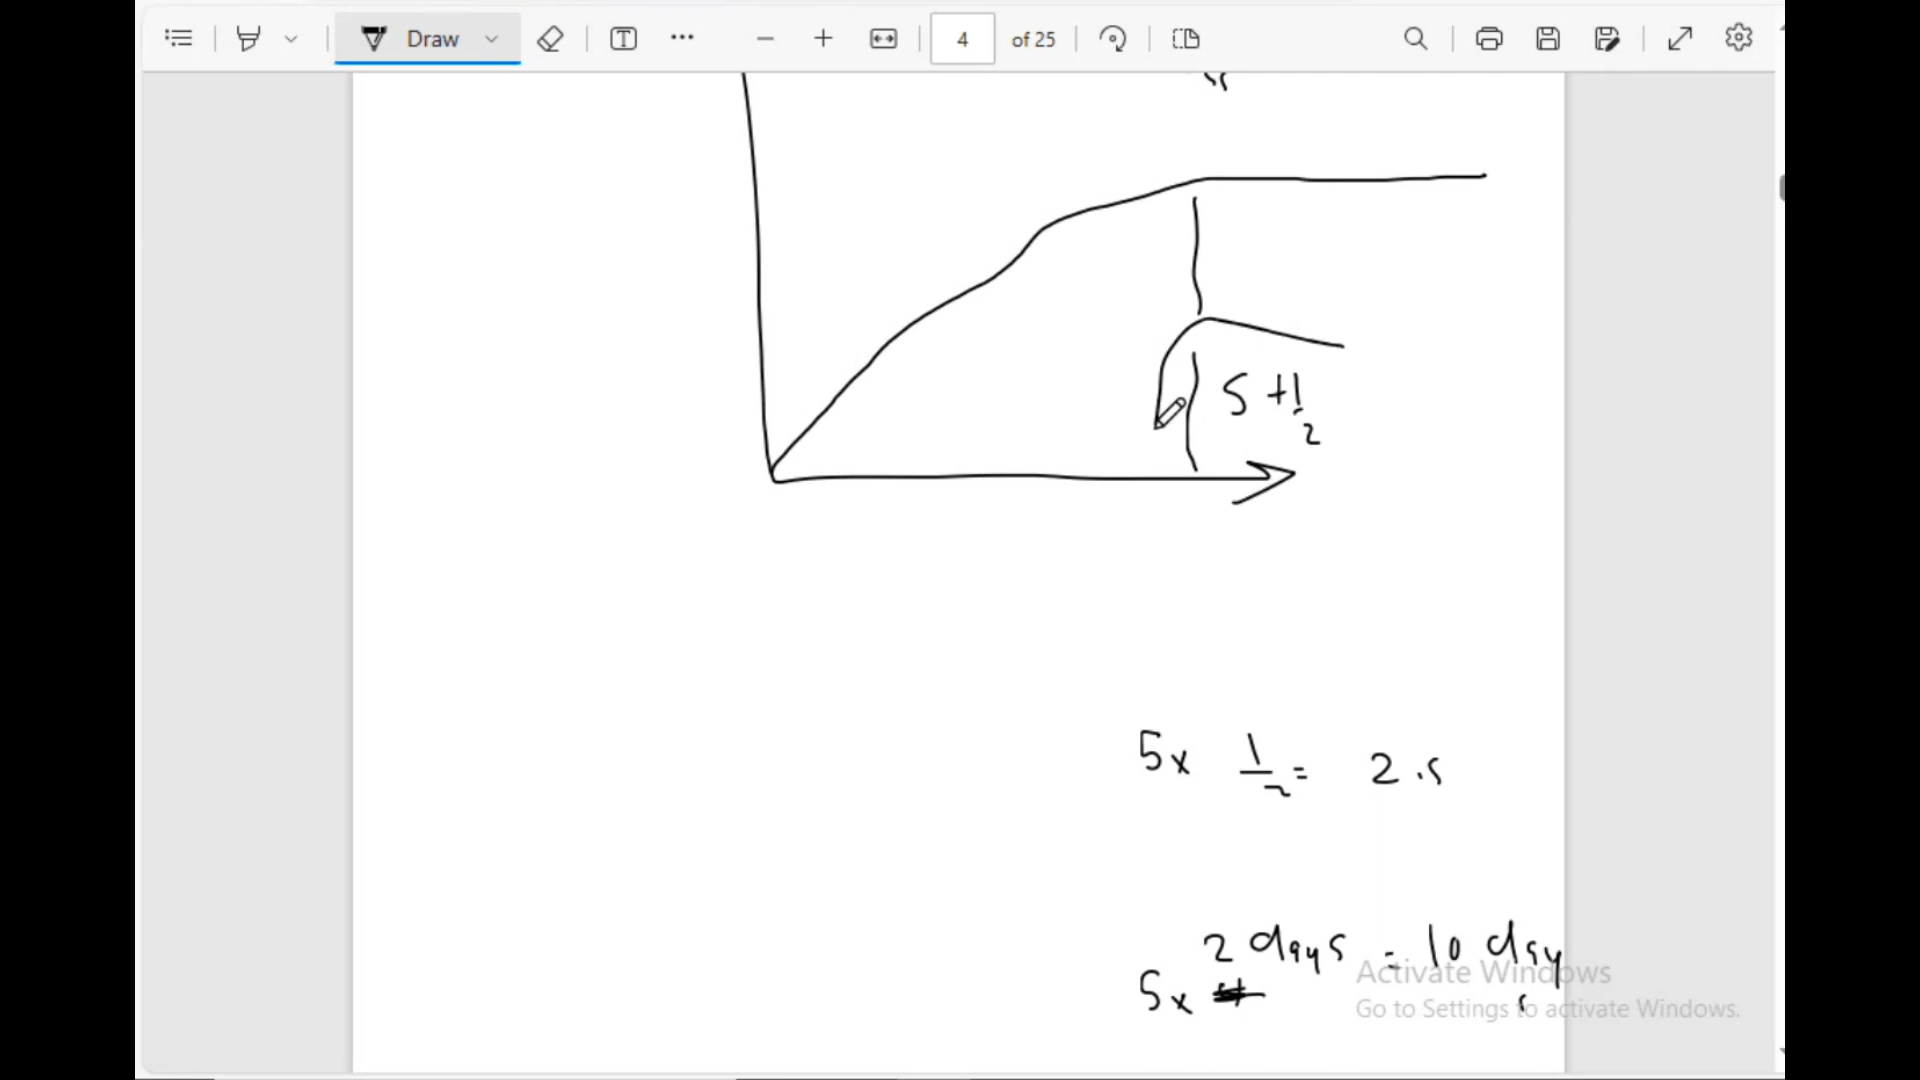 Draw
4 of 25
5 t1/2
5x 1/2 = 2.5
2 days = 10 days
5x
Activate Windows
Go to Settings to activate Windows.